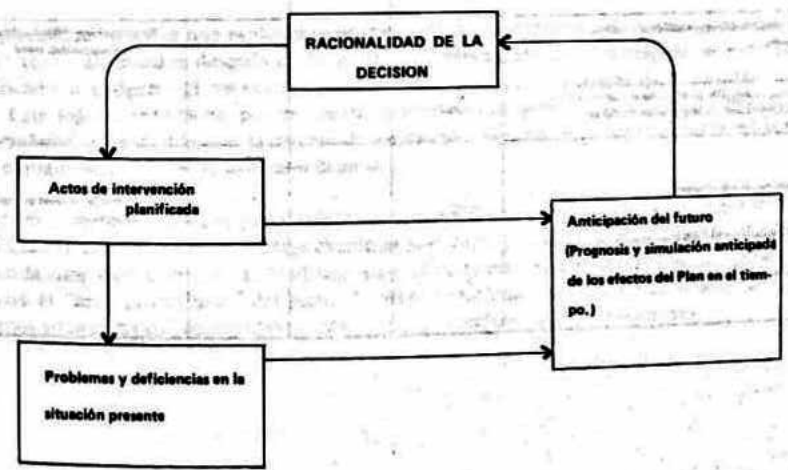 RACIONALIDAD DE LA
DECISION
Actos de intervención
planificada
Anticipación del futuro
(Prognosis y simulación anticipada
de los efectos del Plan en el tiem-
po.)
Problemas y deficiencias en la
situación presente